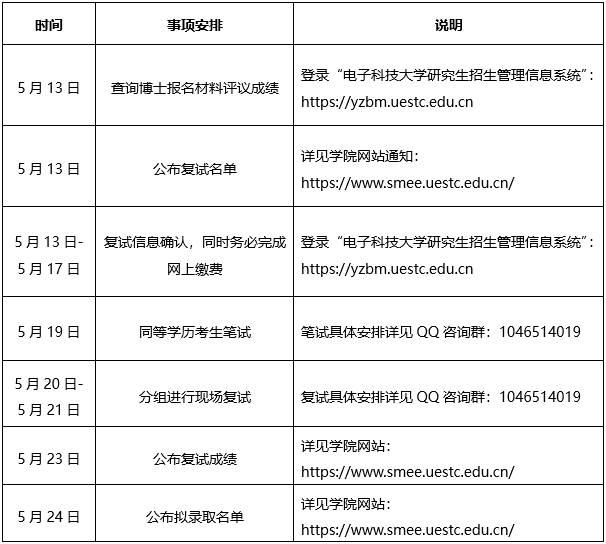 时间 事项安排 说明
5月13日 查询博士报名材料评议成绩 登录“电子科技大学研究生招生管理信息系统”：
https://yzbm.uestc.edu.cn
5月13日 公布复试名单 详见学院网站通知：
https://www.smee.uestc.edu.cn/
5月13日- 复试信息确认，同时务必完成 登录“电子科技大学研究生招生管理信息系统”：
5月17日 网上缴费 https://yzbm.uestc.edu.cn
5月19日 同等学历考生笔试 笔试具体安排详见QQ咨询群：1046514019
5月20日-
5月21日 分组进行现场复试 复试具体安排详见QQ咨询群：1046514019
5月23日 公布复试成绩 详见学院网站：
https://www.smee.uestc.edu.cn/
5月24日 公布拟录取名单 详见学院网站：
https://www.smee.uestc.edu.cn/